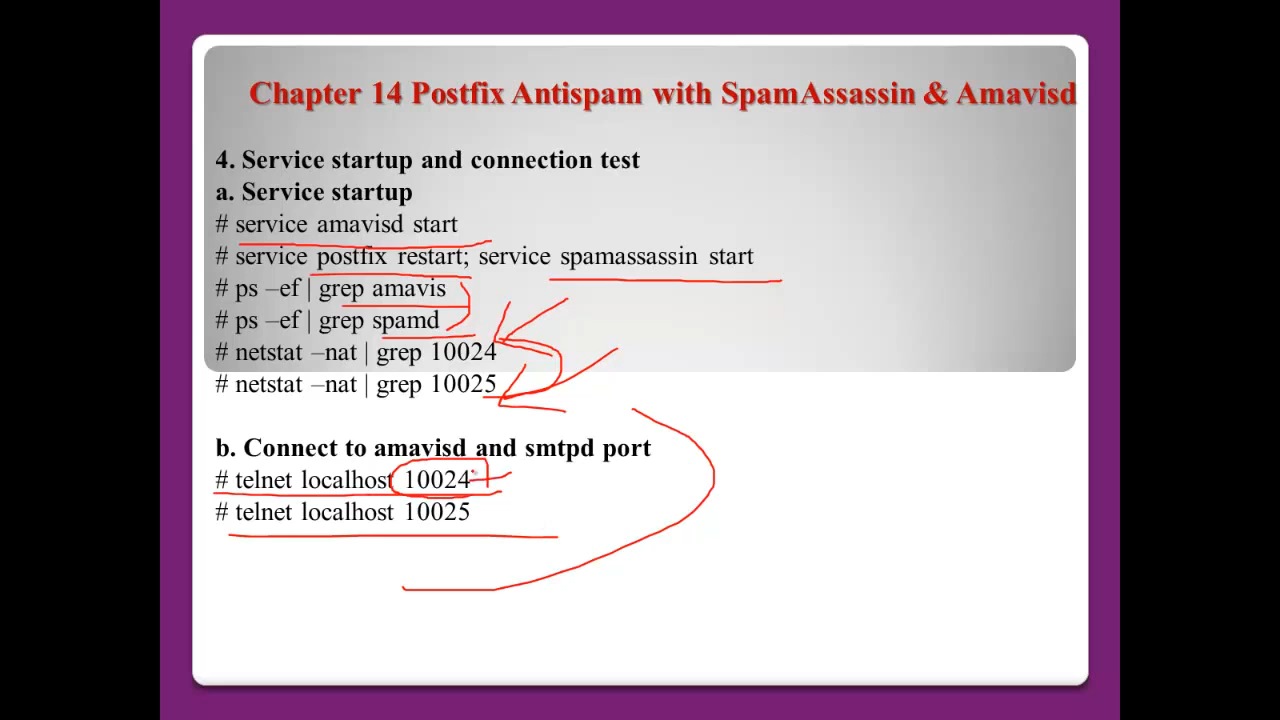 Chapter 14 Postfix Antispam with SpamAssassin & Amavisd
4. Service startup and connection test
a. Service startup
# service amavisd start
# service postfix restart; service spamassassin start
# ps –ef | grep amavis
# ps –ef | grep spamd
# netstat –nat | grep 10024
# netstat –nat | grep 10025
b. Connect to amavisd and smtpd port
# telnet localhost 10024
# telnet localhost 10025